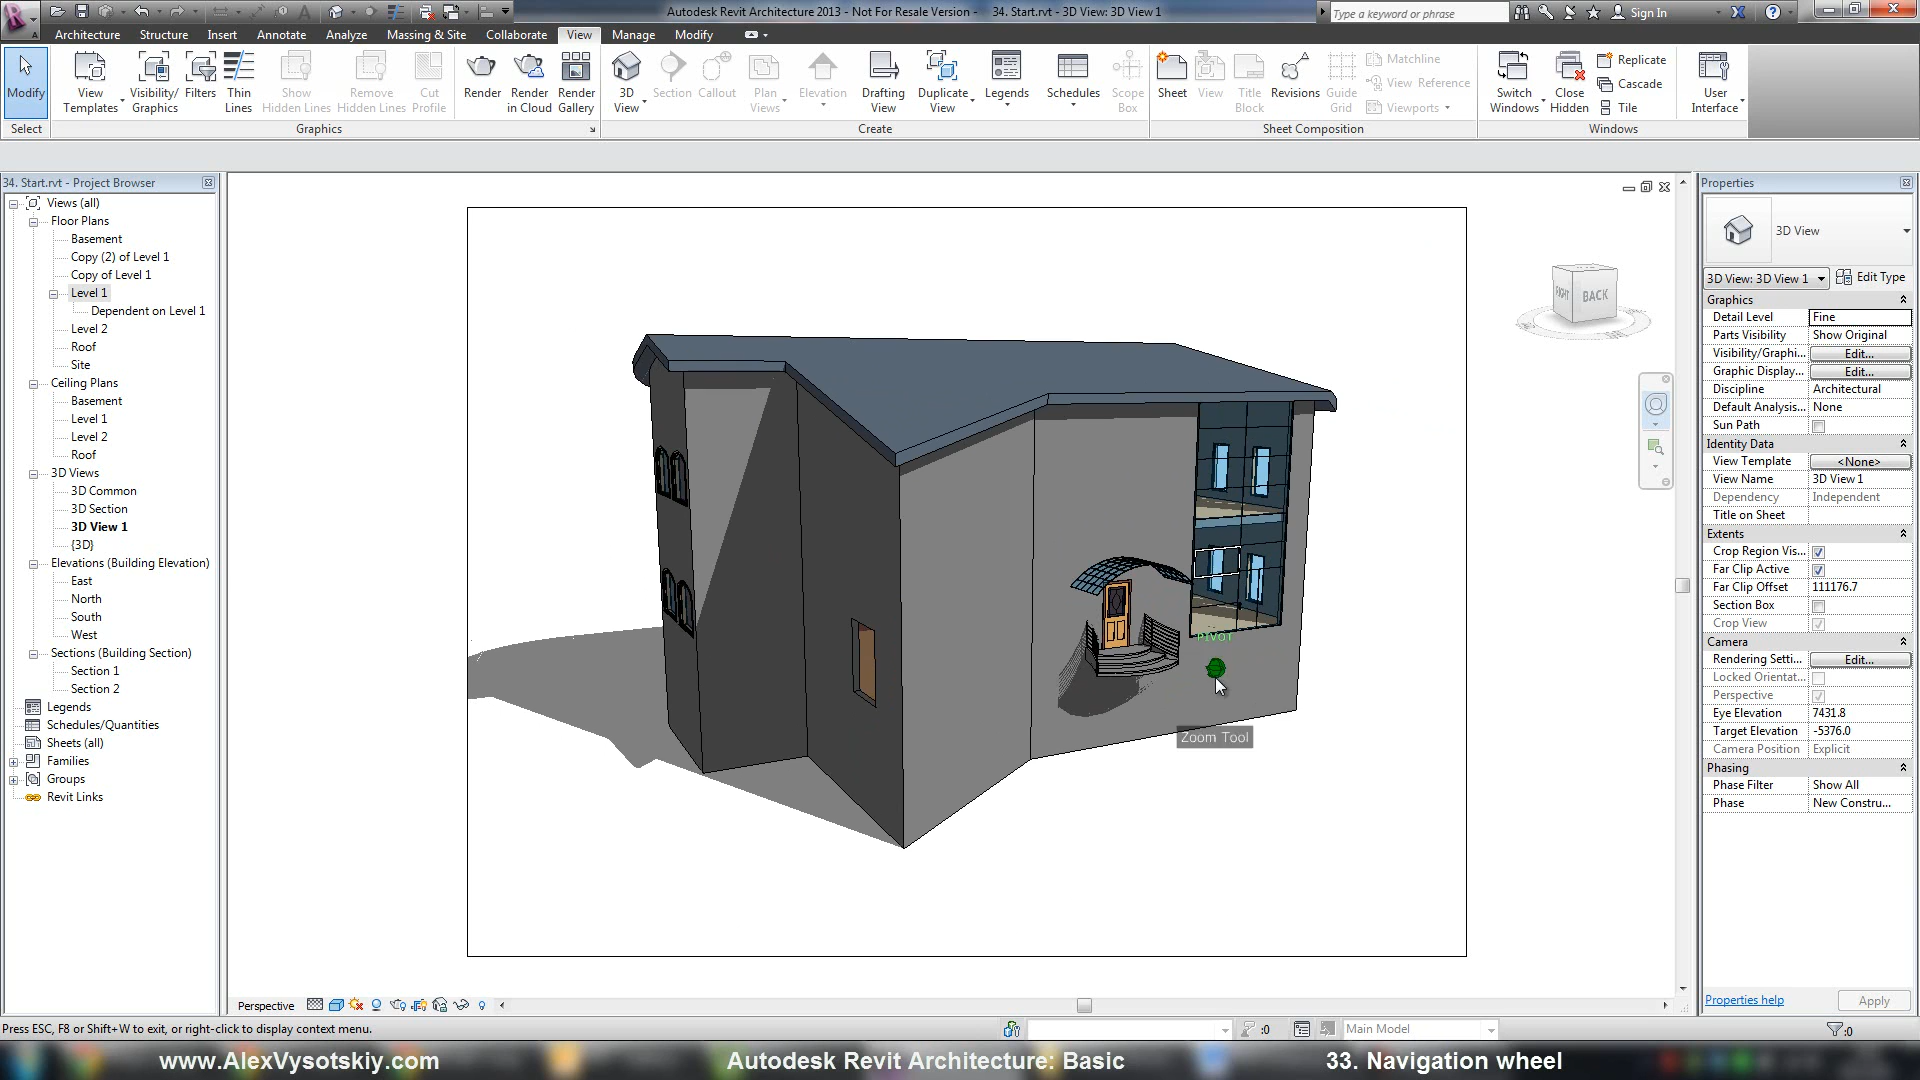 Autodesk Revit Architecture 2013 - Not For Resale Version - 34. Start.rvt - 3D View: 3D View 1
Type a keyword or phrase
Sign In
Architecture Structure Insert Annotate Analyze Massing & Site Collaborate View Manage Modify
Modify
View Templates
Visibility/ Graphics
Filters
Thin Lines
Show Hidden Lines
Remove Hidden Lines
Cut Profile
Render
Render in Cloud
Render Gallery
3D View
Section
Callout
Plan Views
Elevation
Drafting View
Duplicate View
Legends
Schedules
Scope Box
Sheet
View
Title Block
Revisions
Guide Grid
Matchline
View Reference
Viewports
Switch Windows
Close Hidden
Replicate
Cascade
Tile
User Interface
Select Graphics Create Sheet Composition Windows
34. Start.rvt - Project Browser
Views (all)
Floor Plans
Basement
Copy (2) of Level 1
Copy of Level 1
Level 1
Dependent on Level 1
Level 2
Roof
Site
Ceiling Plans
Basement
Level 1
Level 2
Roof
3D Views
3D Common
3D Section
3D View 1
{3D}
Elevations (Building Elevation)
East
North
South
West
Sections (Building Section)
Section 1
Section 2
Legends
Schedules/Quantities
Sheets (all)
Families
Groups
Revit Links
RIGHT BACK
PIVOT
Zoom Tool
Properties
3D View
3D View: 3D View 1 Edit Type
Graphics
Detail Level Fine
Parts Visibility Show Original
Visibility/Graphi... Edit...
Graphic Display... Edit...
Discipline Architectural
Default Analysis... None
Sun Path
Identity Data
View Template <None>
View Name 3D View 1
Dependency Independent
Title on Sheet
Extents
Crop Region Vis...
Far Clip Active
Far Clip Offset 111176.7
Section Box
Crop View
Camera
Rendering Setti... Edit...
Locked Orientat...
Perspective
Eye Elevation 7431.8
Target Elevation -5376.0
Camera Position Explicit
Phasing
Phase Filter Show All
Phase New Constru...
Properties help Apply
Perspective
Press ESC, F8 or Shift+W to exit, or right-click to display context menu.
:0
Main Model
:0
www.AlexVysotskiy.com Autodesk Revit Architecture: Basic 33. Navigation wheel